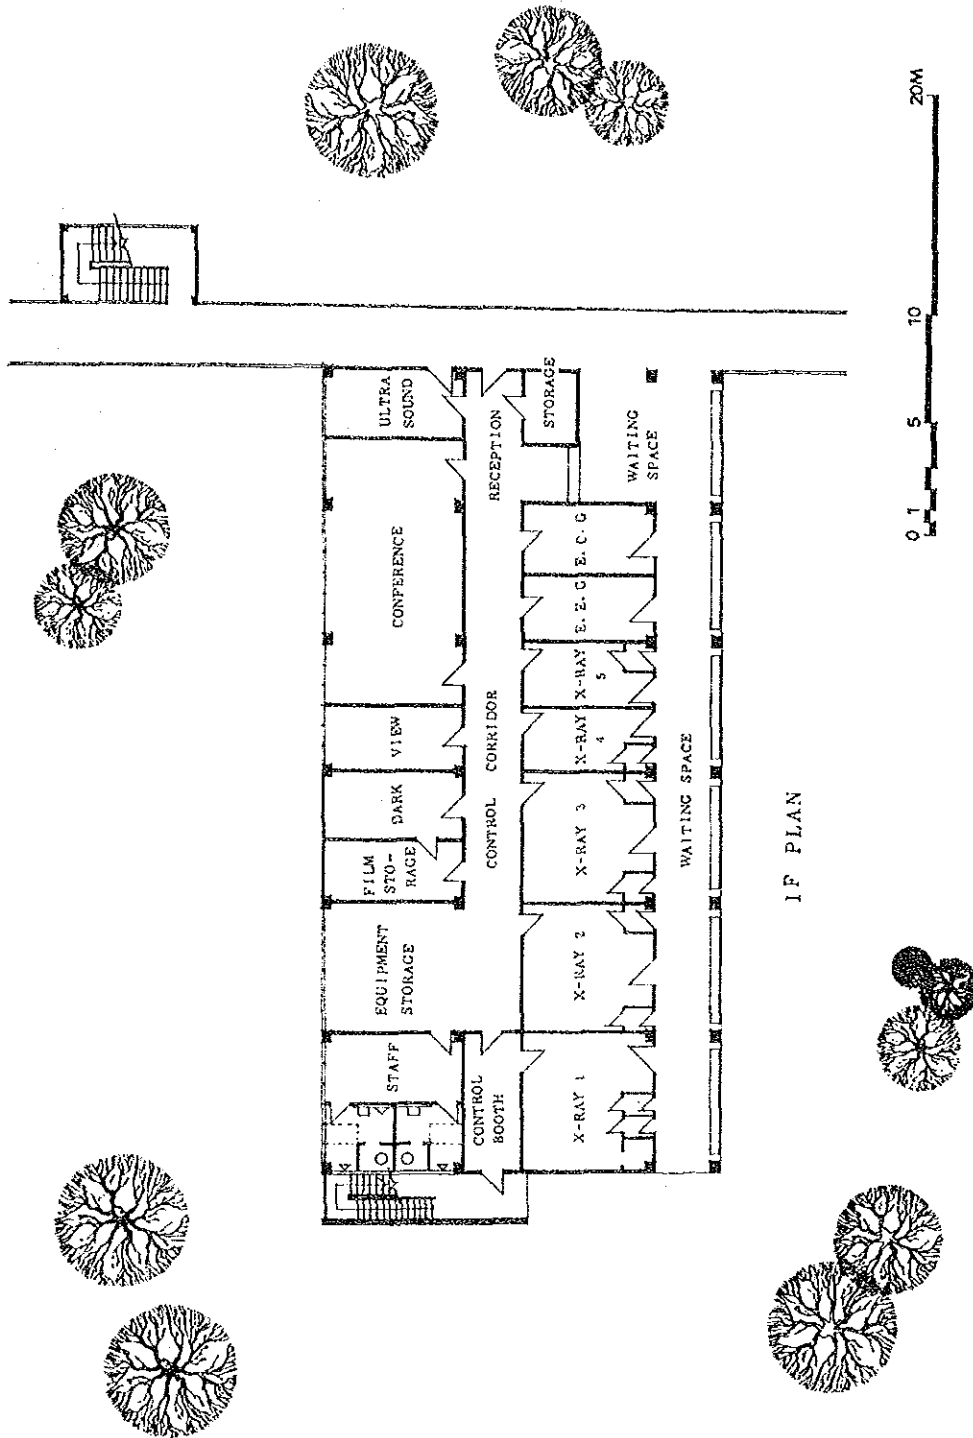 ULTRA
SOUND
CONFERENCE
VIEW
DARK
FILM
STO-
RAGE
EQUIPMENT
STORAGE
STAFF
RECEPTION
CONTROL CORRIDOR
CONTROL
BOOTH
STORAGE
E. C. G
E. Z. G
X-RAY
5
X-RAY
4
X-RAY 3
X-RAY 2
X-RAY 1
WAITING
SPACE
WAITING SPACE
1F PLAN
0 1 5 10 20M